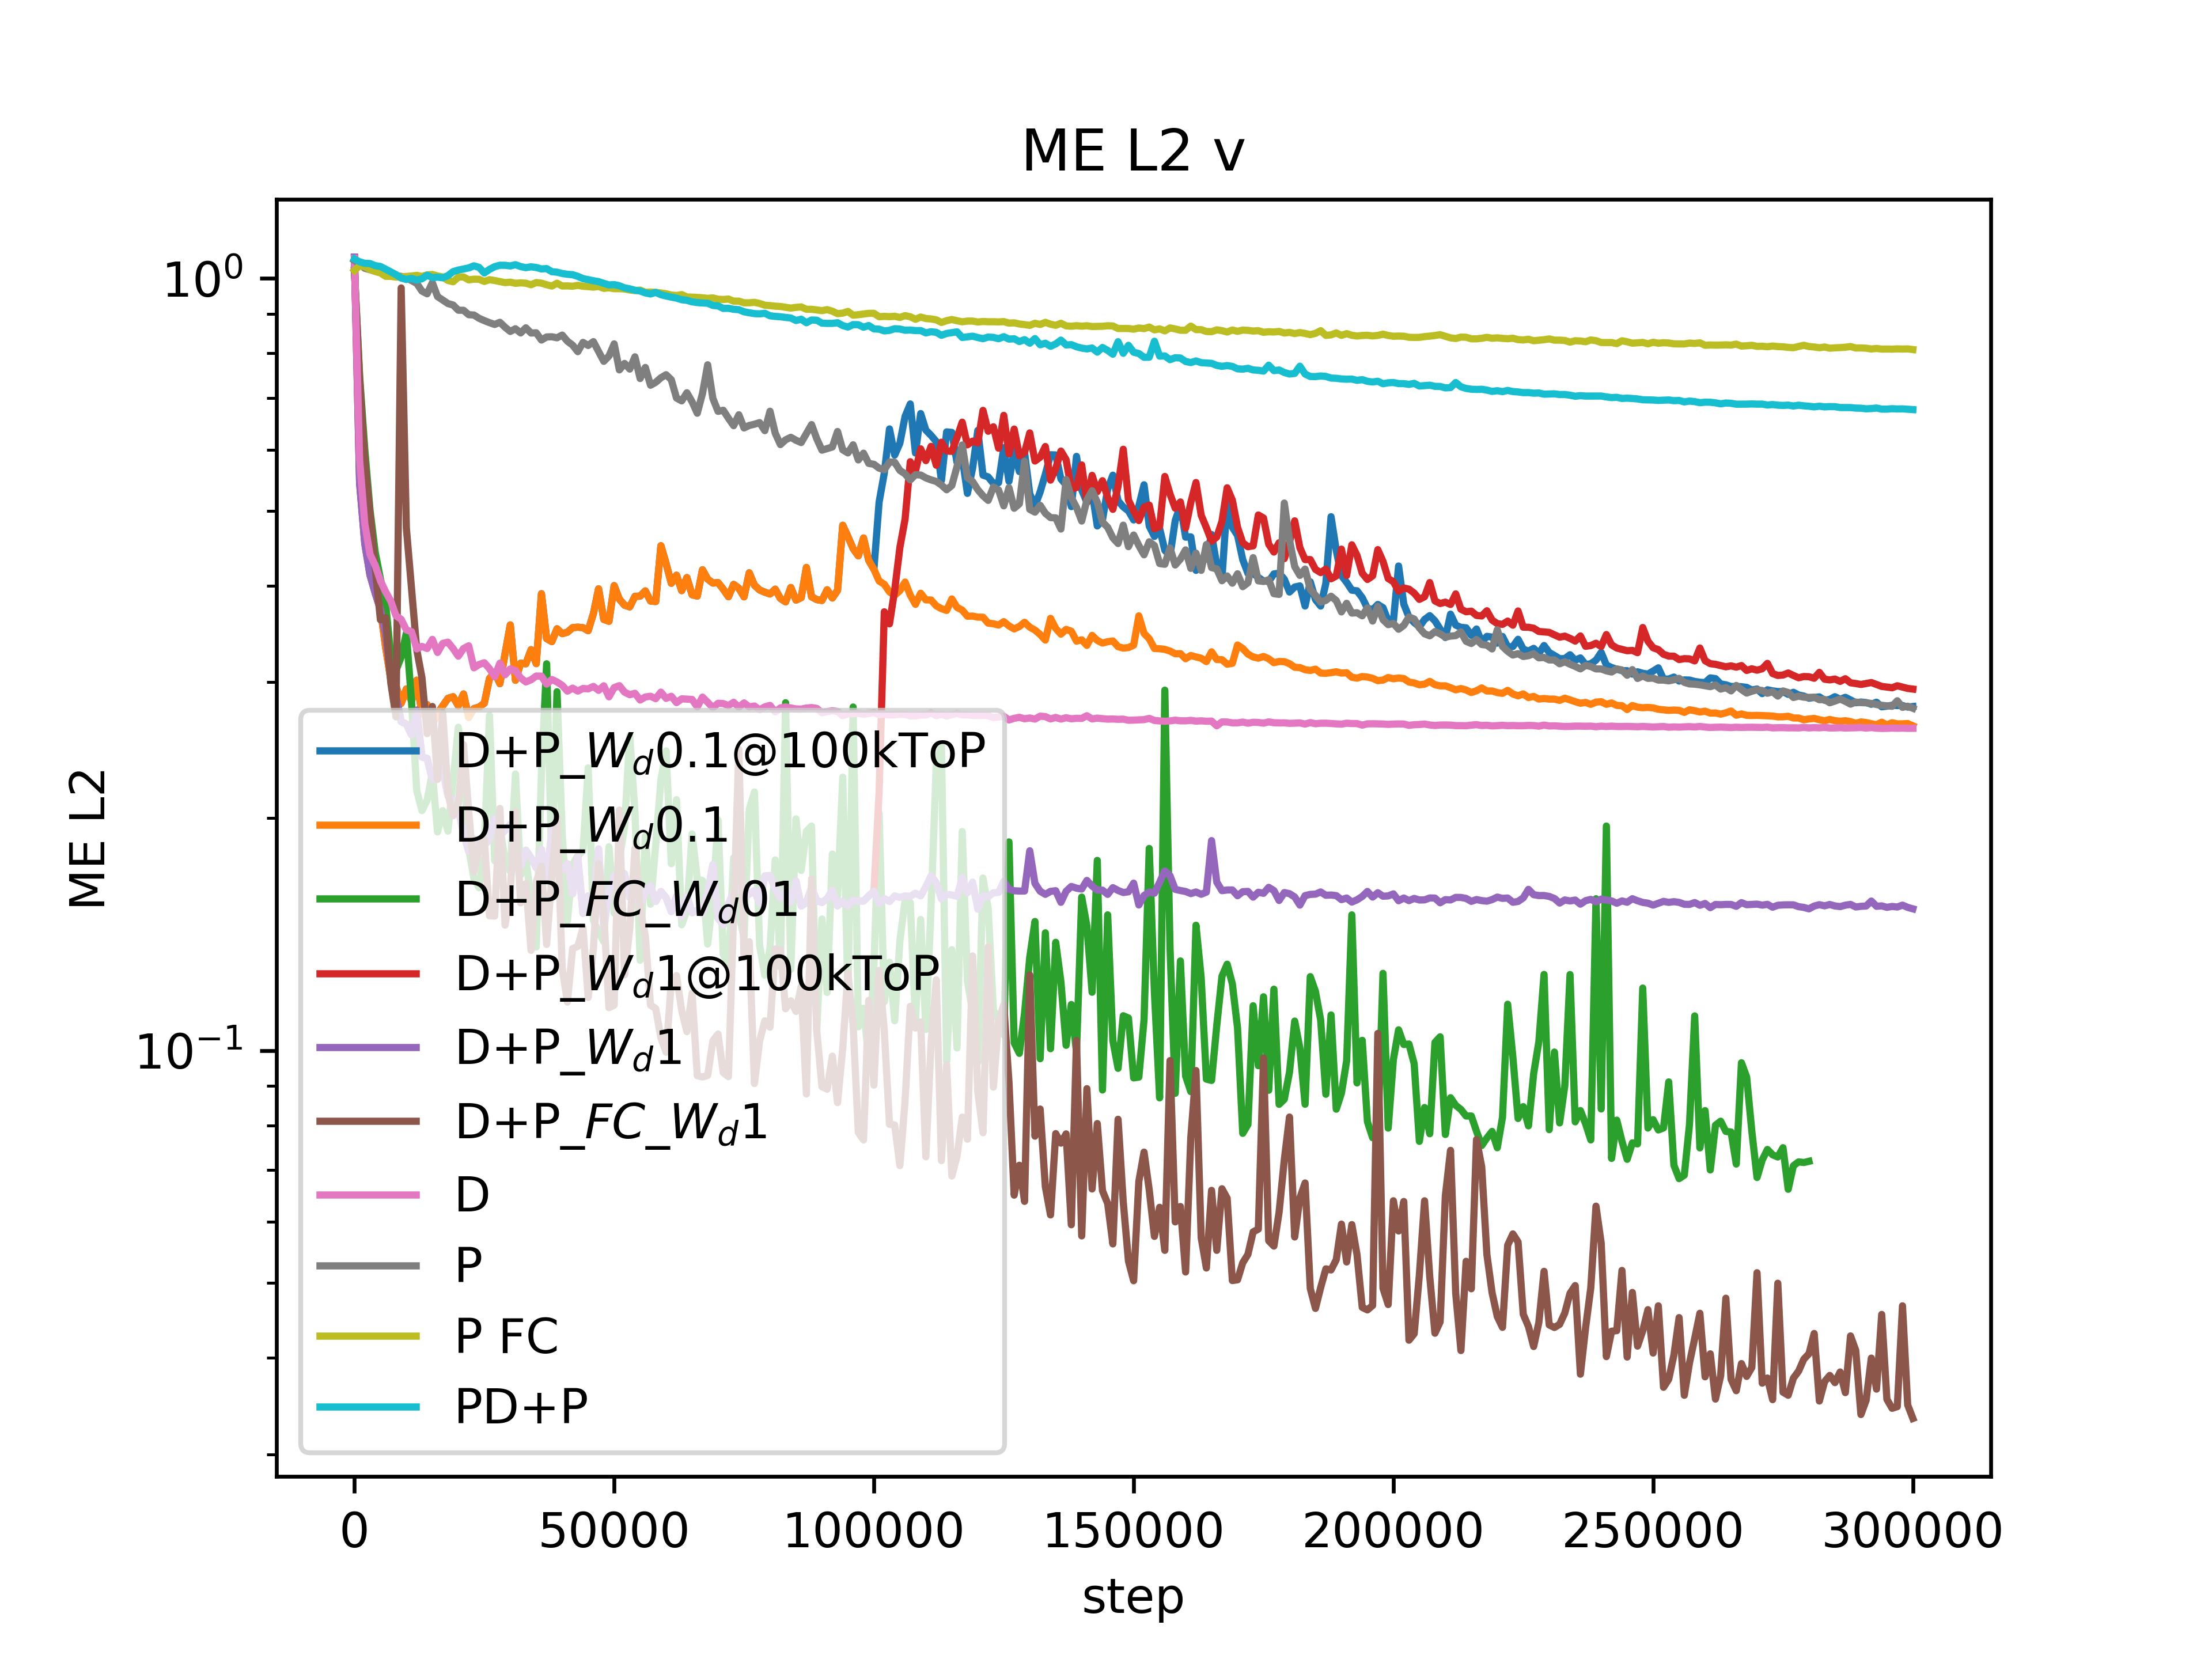 ME L2 v
10⁰
10⁻¹
ME L2
D+P_W_d0.1@100kToP
D+P_W_d0.1
D+P_FC_W_d01
D+P_W_d1@100kToP
D+P_W_d1
D+P_FC_W_d1
D
P
P FC
PD+P
0 50000 100000 150000 200000 250000 300000
step